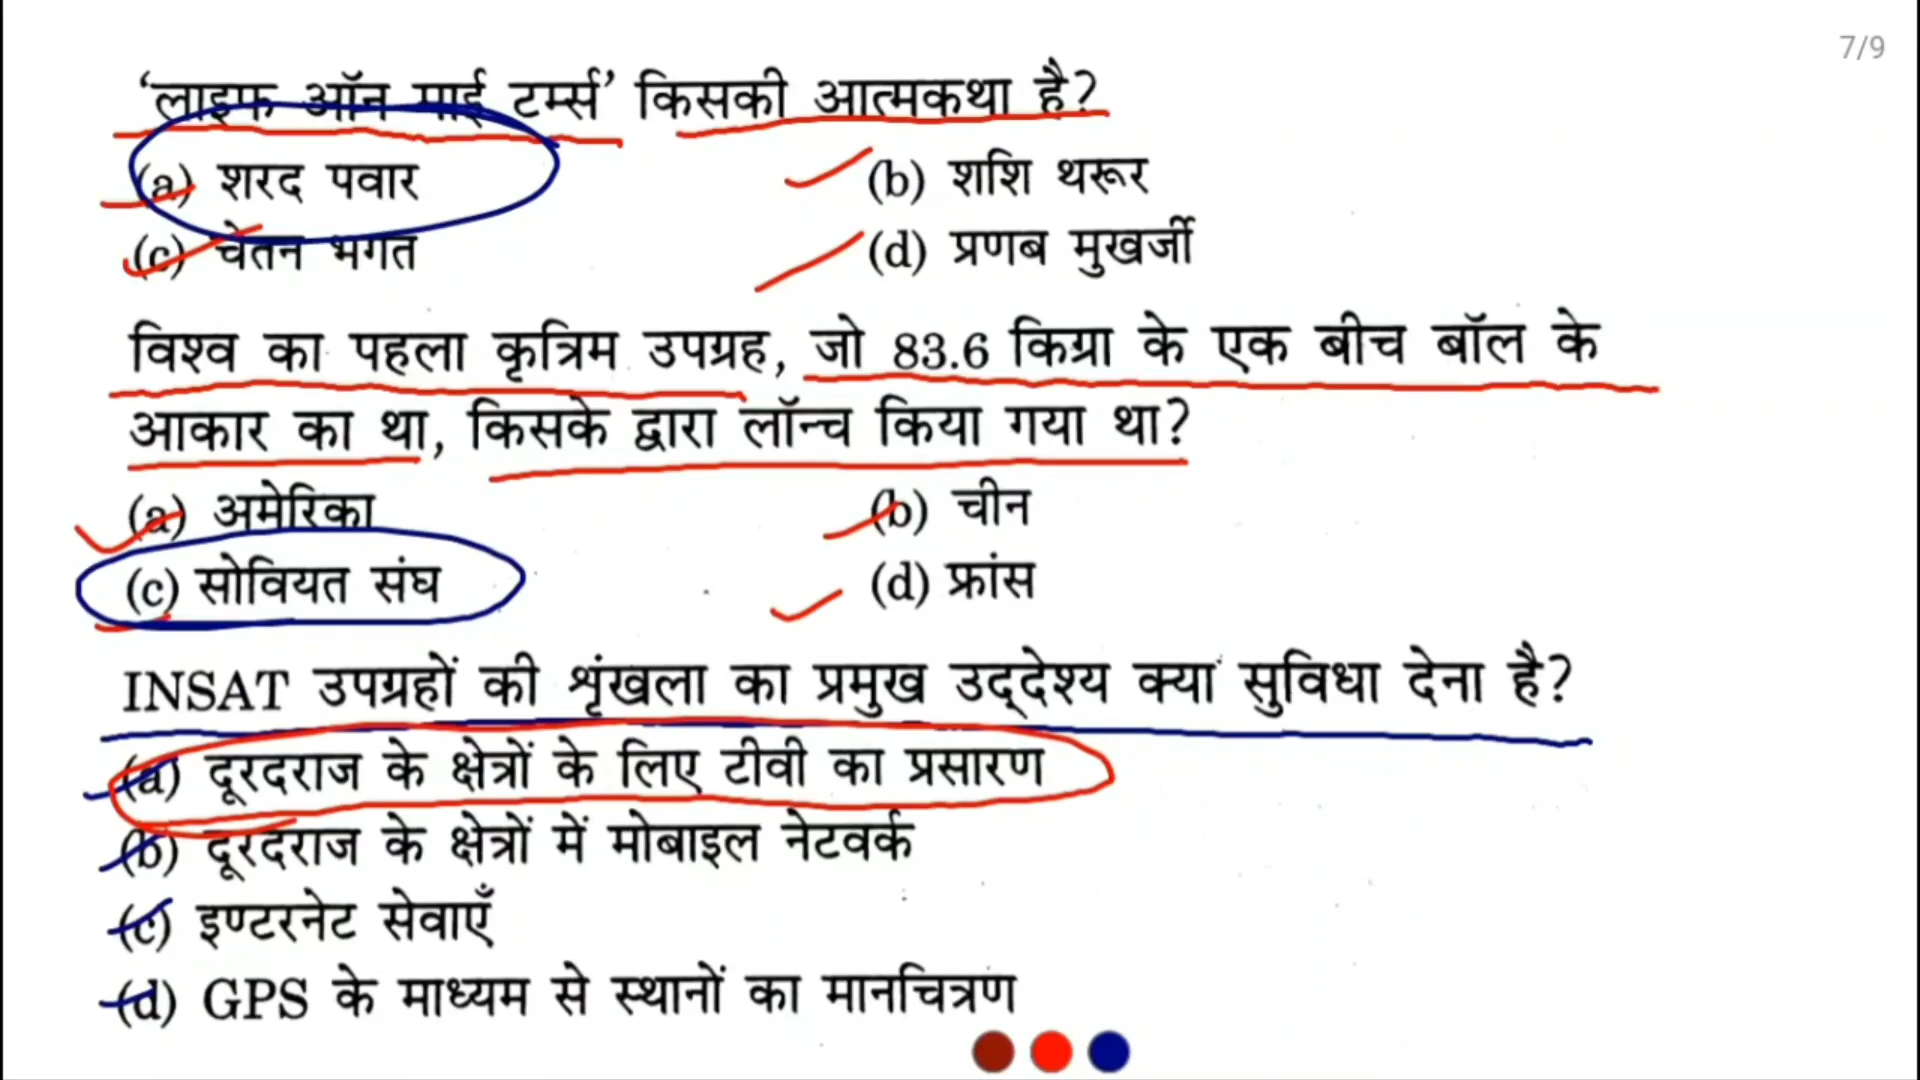 7/9
‘लाइफ ऑन माई टर्म्स’ किसकी आत्मकथा है?
(a) शरद पवार (b) शशि थरूर
(c) चेतन भगत (d) प्रणब मुखर्जी
विश्व का पहला कृत्रिम उपग्रह, जो 83.6 किग्रा के एक बीच बॉल के
आकार का था, किसके द्वारा लॉन्च किया गया था?
(a) अमेरिका (b) चीन
(c) सोवियत संघ (d) फ्रांस
INSAT उपग्रहों की शृंखला का प्रमुख उद्देश्य क्या सुविधा देना है?
(a) दूरदराज के क्षेत्रों के लिए टीवी का प्रसारण
(b) दूरदराज के क्षेत्रों में मोबाइल नेटवर्क
(c) इण्टरनेट सेवाएँ
(d) GPS के माध्यम से स्थानों का मानचित्रण